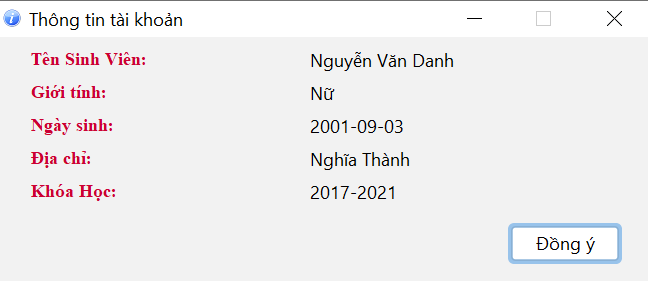 Thông tin tài khoản
Tên Sinh Viên: Nguyễn Văn Danh
Giới tính: Nữ
Ngày sinh: 2001-09-03
Địa chỉ: Nghĩa Thành
Khóa Học: 2017-2021
Đồng ý